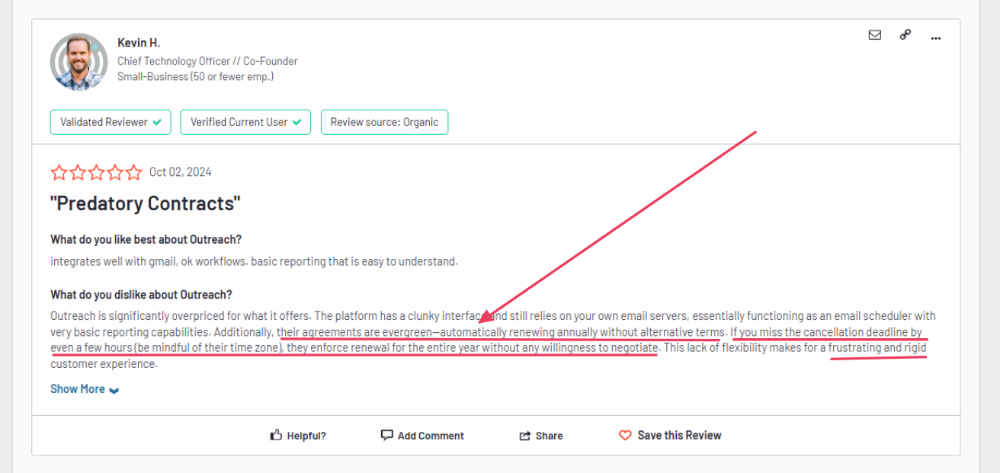 Kevin H.
Chief Technology Officer // Co-Founder
Small-Business (50 or fewer emp.)
Validated Reviewer
Verified Current User
Review source: Organic
Oct 02, 2024
"Predatory Contracts"
What do you like best about Outreach?
integrates well with gmail, ok workflows. basic reporting that is easy to understand.
What do you dislike about Outreach?
Outreach is significantly overpriced for what it offers. The platform has a clunky interface and still relies on your own email servers, essentially functioning as an email scheduler with
very basic reporting capabilities. Additionally, their agreements are evergreen—automatically renewing annually without alternative terms. If you miss the cancellation deadline by
even a few hours (be mindful of their time zone), they enforce renewal for the entire year without any willingness to negotiate. This lack of flexibility makes for a frustrating and rigid
customer experience.
Show More
Helpful?
Add Comment
Share
Save this Review